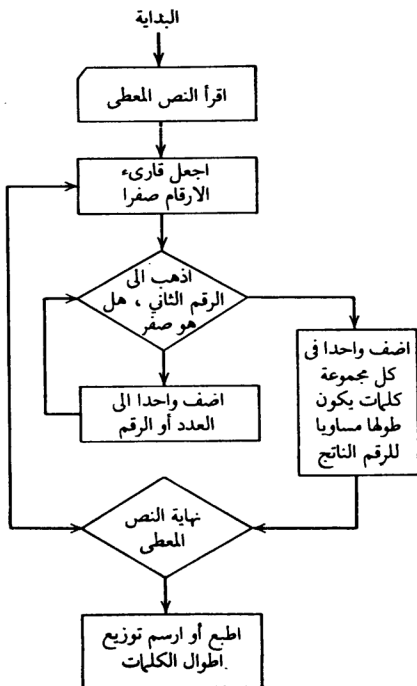 البداية
اقرأ النص المعطى
اجعل قارىء
الارقام صفرا
اذهب الى
الرقم الثاني ، هل
هو صفر
اضف واحدا الى
العدد أو الرقم
اضف واحدا فى
كل مجموعة
كلمات يكون
طولها مساويا
للرقم الناتج
نهاية النص
المعطى
اطبع أو ارسم توزيع
اطوال الكلمات